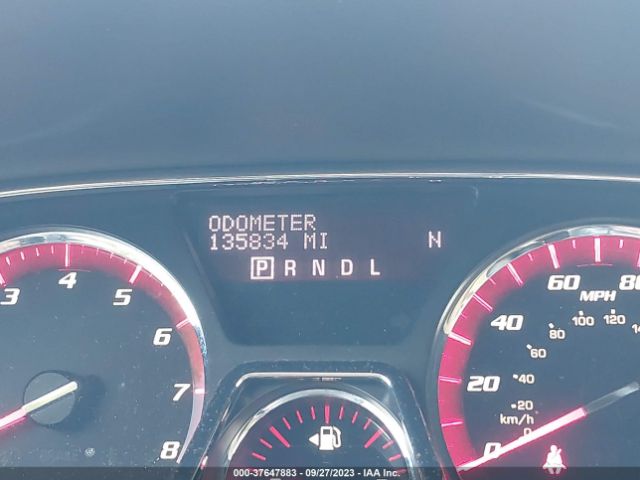 ODOMETER
135834 MI N
P R N D L
3 4 5 6 7 8
0 20 40 60 80
MPH
0 20 40 60 80 100 120
km/h
000-37647883 - 09/27/2023 - IAA Inc.